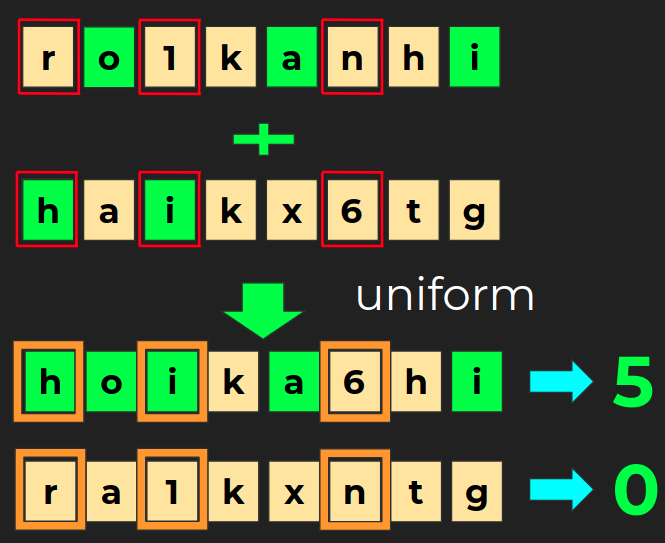 r o 1 k a n h i
+
h a i k x 6 t g
uniform
h o i k a 6 h i 5
r a 1 k x n t g 0